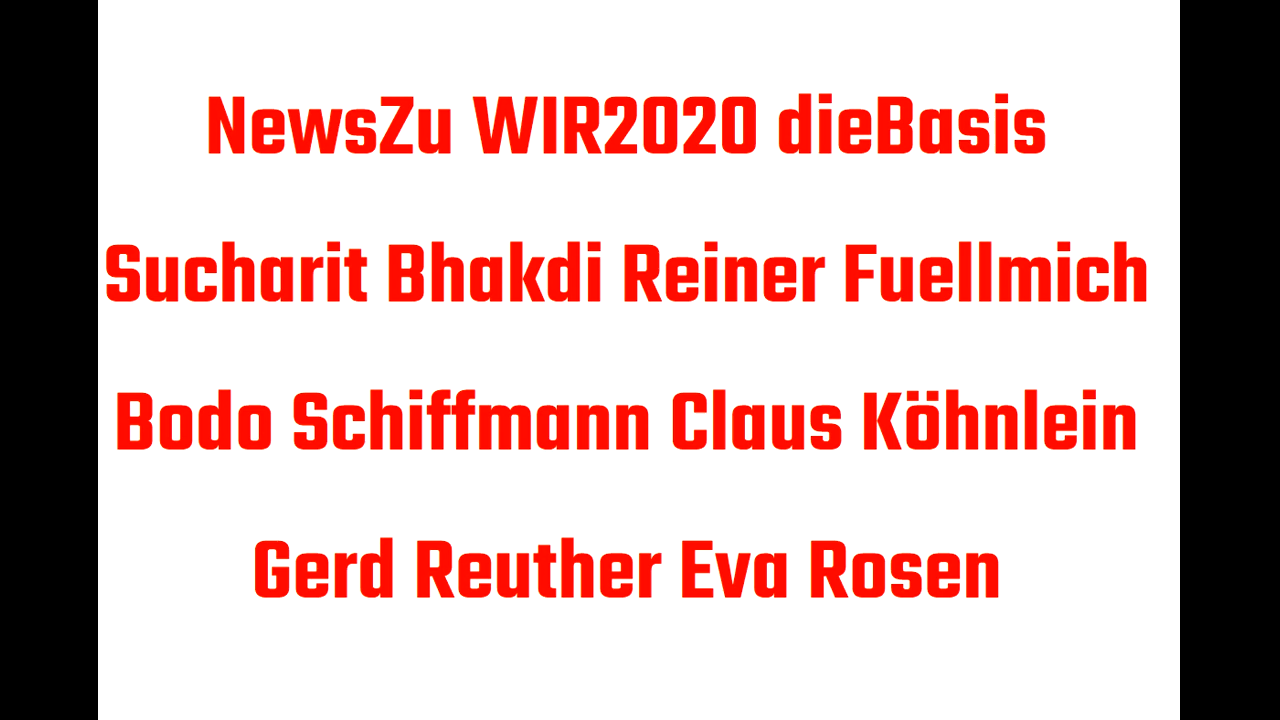 NewsZu WIR2020 dieBasis
Sucharit Bhakdi Reiner Fuellmich
Bodo Schiffmann Claus Köhnlein
Gerd Reuther Eva Rosen